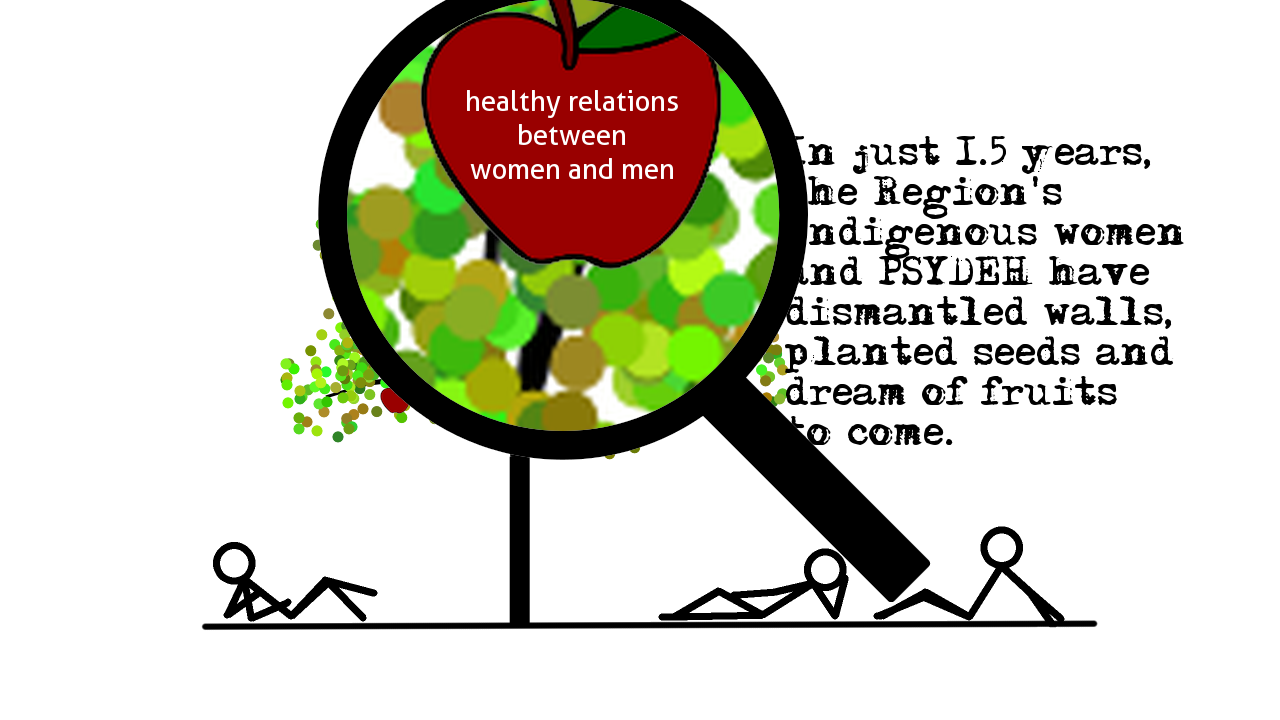 healthy relations
between
women and men
In just 1.5 years,
the Region's
indigenous women
and PSYDEH have
dismantled walls,
planted seeds and
dream of fruits
to come.